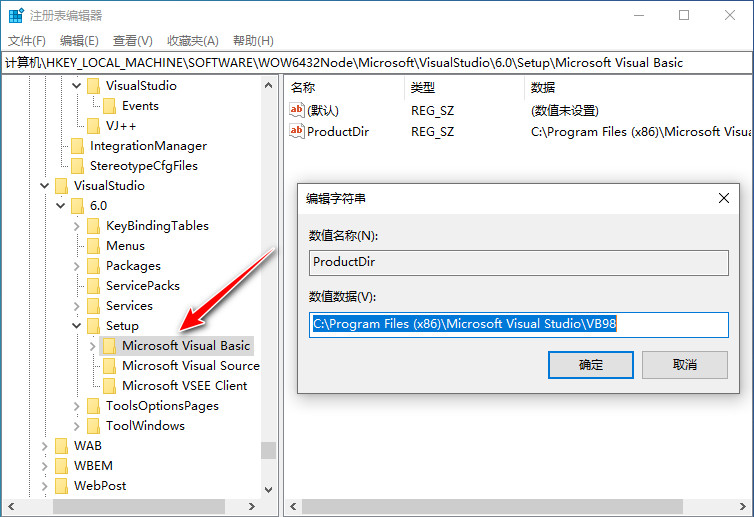 注册表编辑器
文件(F) 编辑(E) 查看(V) 收藏夹(A) 帮助(H)
计算机\HKEY_LOCAL_MACHINE\SOFTWARE\WOW6432Node\Microsoft\VisualStudio\6.0\Setup\Microsoft Visual Basic
VisualStudio
Events
VJ++
IntegrationManager
StereotypeCfgFiles
VisualStudio
6.0
KeyBindingTables
Menus
Packages
ServicePacks
Services
Setup
Microsoft Visual Basic
Microsoft Visual Source
Microsoft VSEE Client
ToolsOptionsPages
ToolWindows
WAB
WBEM
WebPost
名称 类型 数据
(默认) REG_SZ (数值未设置)
ProductDir REG_SZ C:\Program Files (x86)\Microsoft Visua
编辑字符串
数值名称(N):
ProductDir
数值数据(V):
C:\Program Files (x86)\Microsoft Visual Studio\VB98
确定 取消